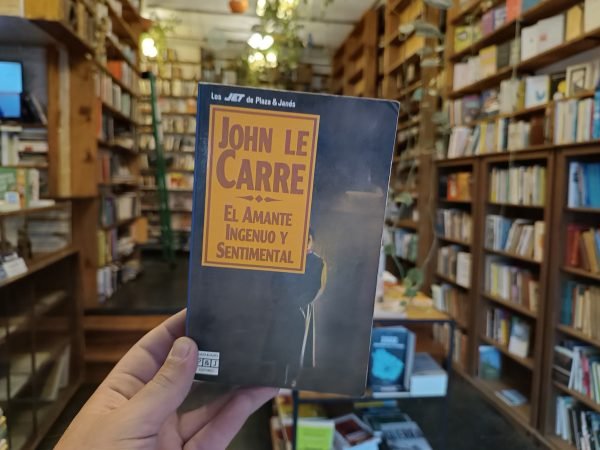 Los JET de Plaza & Janés
JOHN LE
CARRE
EL AMANTE
INGENUO Y
SENTIMENTAL